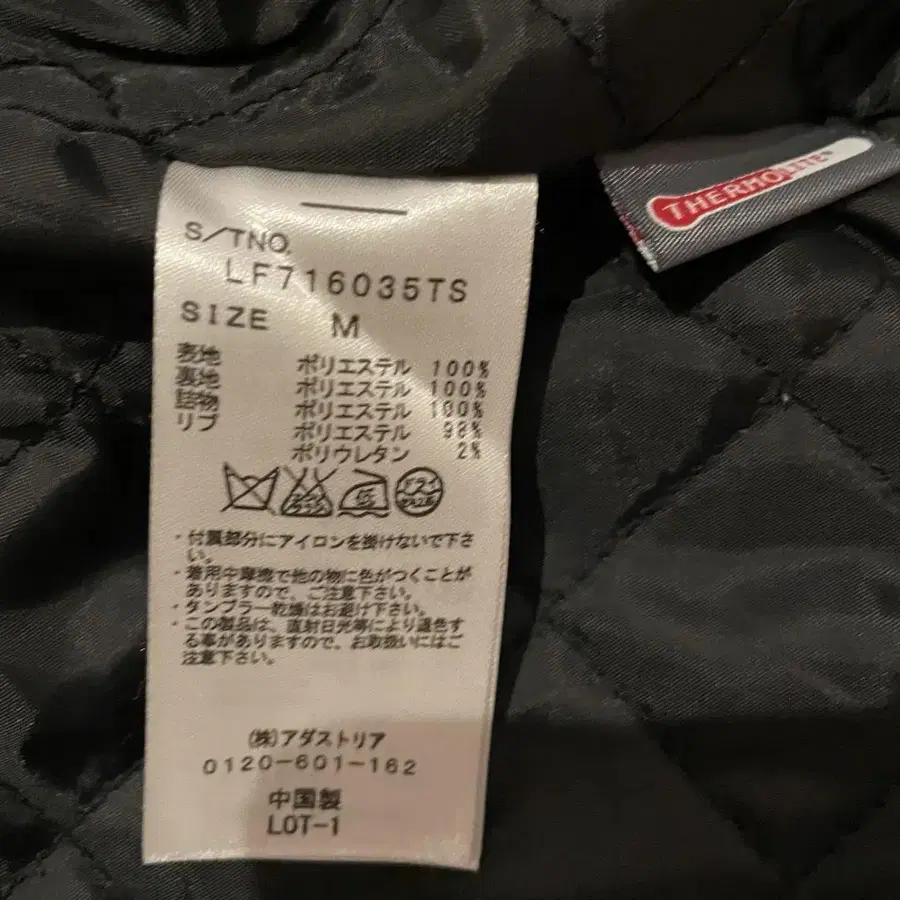 S/TNO.
LF716035TS
SIZE M
表地 ポリエステル 100%
裏地 ポリエステル 100%
詰物 ポリエステル 100%
リブ ポリエステル 98%
ポリウレタン 2%
ドライ
・付属部分にアイロンを掛けないで下さ
い。
・着用中摩擦で他の物に色がつくことが
ありますので、ご注意下さい。
・タンブラー乾燥はお避け下さい。
・この製品は、直射日光等により退色す
る事がありますので、お取扱いにはご
注意下さい。
(株)アダストリア
0120-601-162
中国製
LOT-1
THERMOLITE®